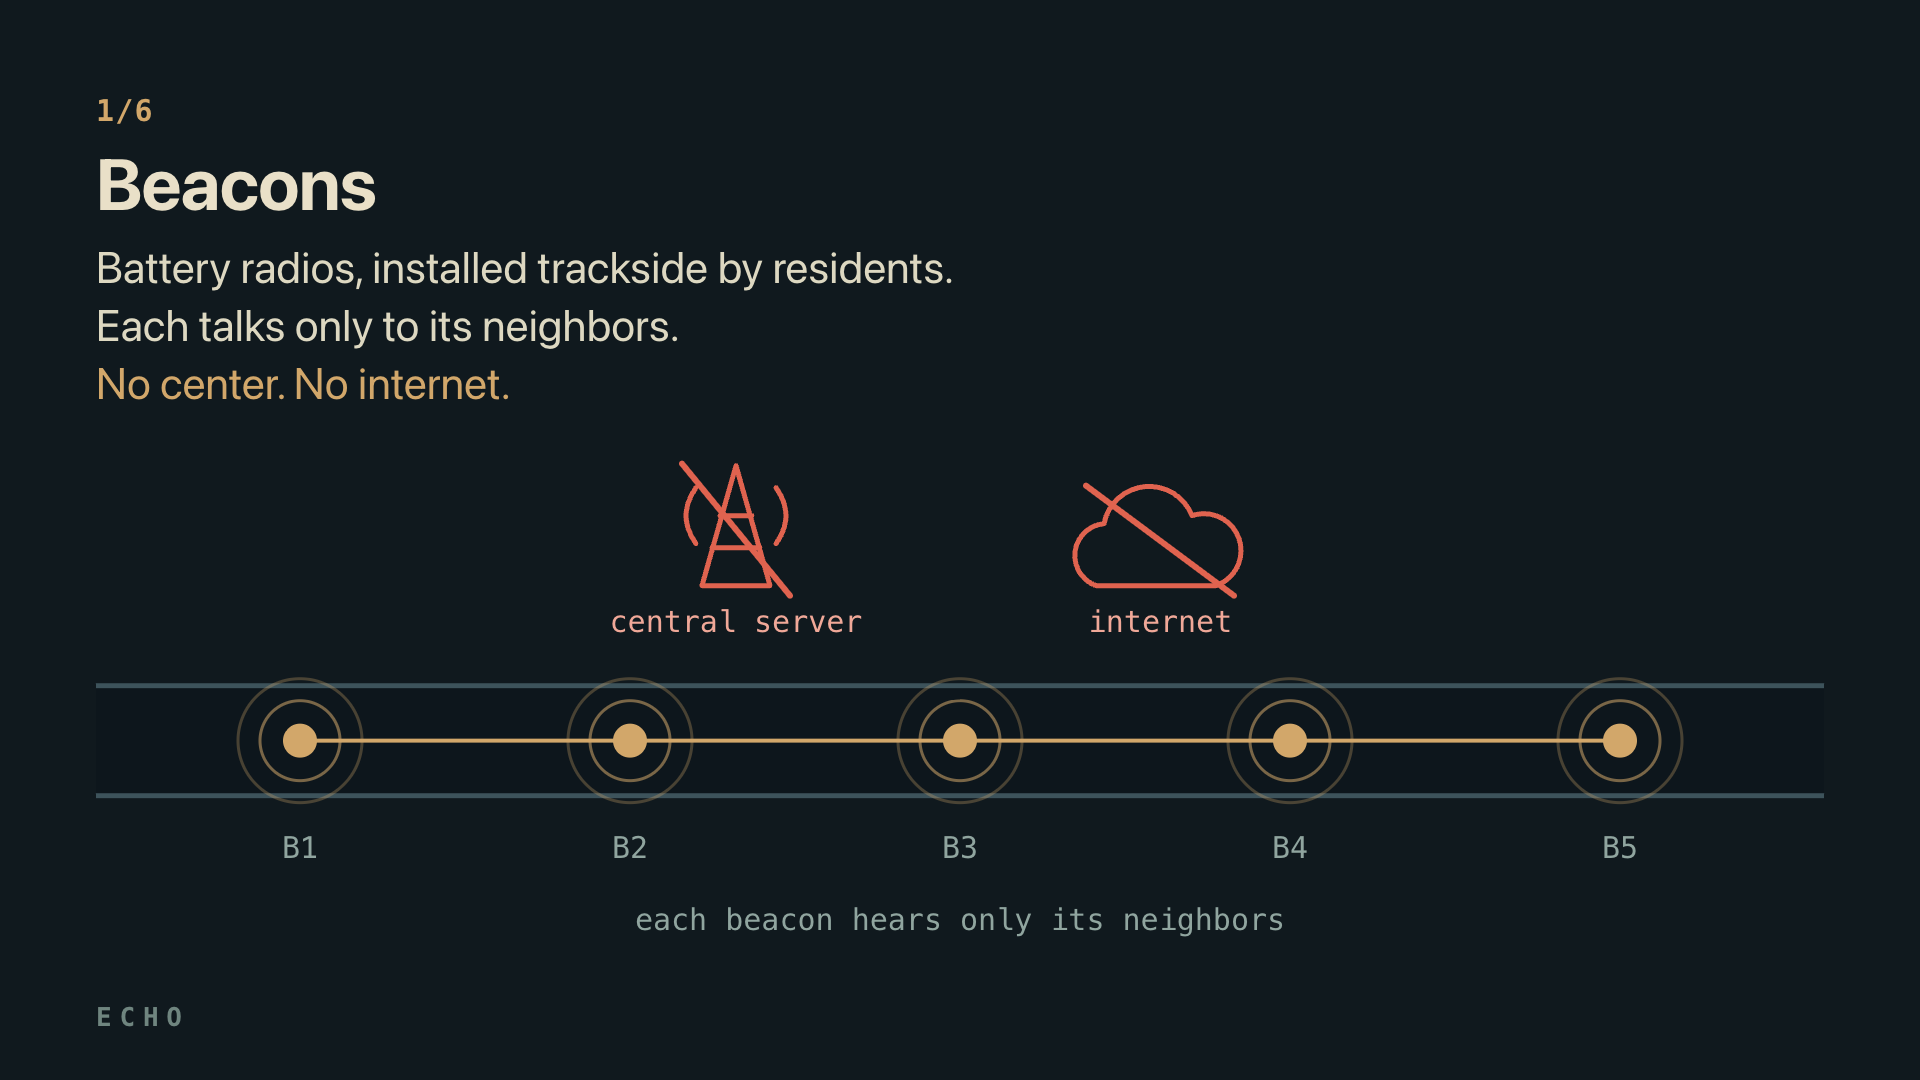 1/6
Beacons
Battery radios, installed trackside by residents.
Each talks only to its neighbors.
No center. No internet.
central server
internet
B1
B2
B3
B4
B5
each beacon hears only its neighbors
ECHO